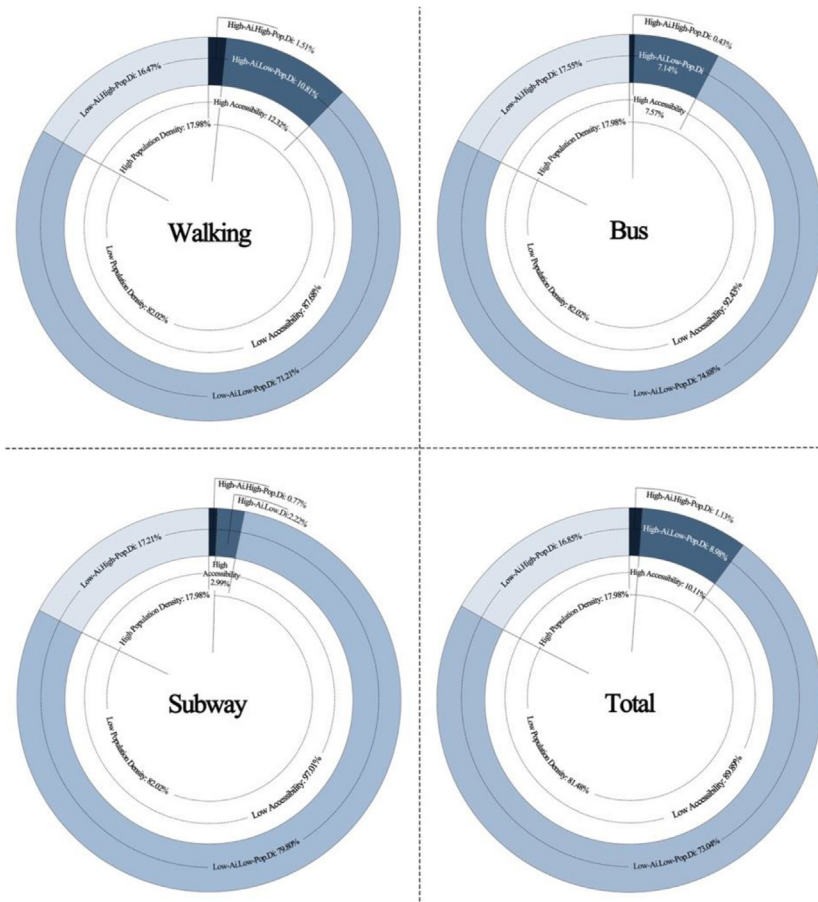 High-Ai.High-Pop.Di: 1.51%
High-Ai.Low-Pop.Di: 10.81%
Low-Ai.High-Pop.Di: 16.47%
High Accessibility: 12.32%
High Population Density: 17.98%
Walking
Low Population Density: 82.02%
Low Accessibility: 87.68%
Low-Ai.Low-Pop.Di: 71.21%
High-Ai.High-Pop.Di: 0.43%
High-Ai.Low-Pop.Di
7.14%
Low-Ai.High-Pop.Di: 17.55%
High Accessibility
7.57%
High Population Density: 17.98%
Bus
Low Population Density: 82.02%
Low Accessibility: 92.43%
Low-Ai.Low-Pop.Di: 74.88%
High-Ai.High-Pop.Di: 0.77%
High-Ai.Low.Di: 2.22%
Low-Ai.High-Pop.Di: 17.21%
High
Accessibility
2.99%
High Population Density: 17.98%
Subway
Low Population Density: 82.02%
Low Accessibility: 97.01%
Low-Ai.Low-Pop.Di: 79.80%
High-Ai.High-Pop.Di: 1.13%
High-Ai.Low-Pop.Di: 8.98%
Low-Ai.High-Pop.Di: 16.85%
High Accessibility: 10.11%
High Population Density: 17.98%
Total
Low Population Density: 81.48%
Low Accessibility: 89.89%
Low-Ai.Low-Pop.Di: 73.04%